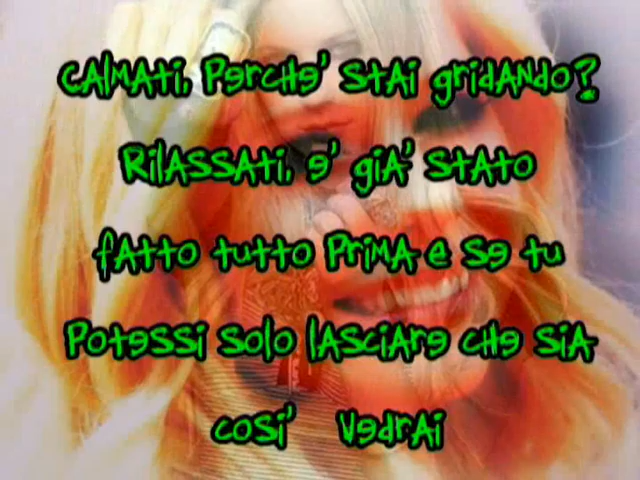 CAlMAti, PerCHe' StAi gridANdo?
RilASSAti, e' giA' StAto
fAtto tutto PriMA e Se tu
PoteSSi Solo lASCiAre CHe SiA
CoSi' VedrAi